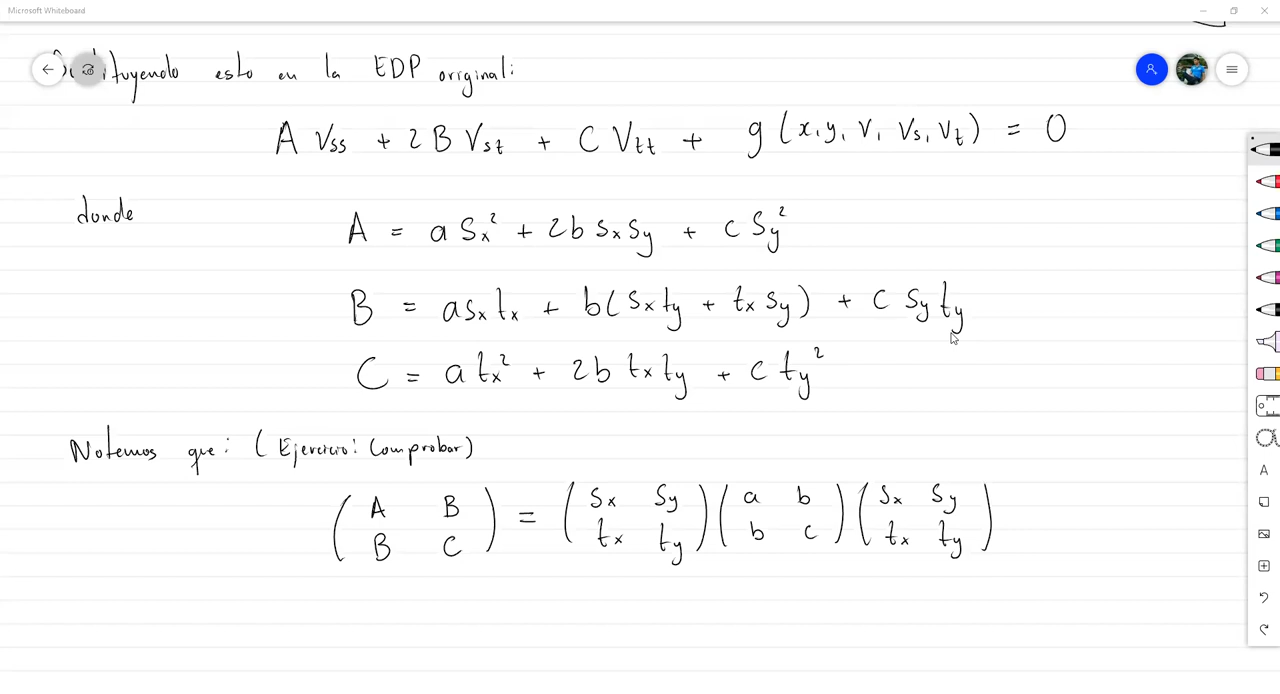 Microsoft Whiteboard
esto en la EDP original:
A Vss + 2B Vst + C Vtt + g(x, y, V, Vs, Vt) = 0
donde
A = a Sx² + 2b Sx Sy + c Sy²
B = a Sx tx + b(Sx ty + tx Sy) + c Sy ty
C = a tx² + 2b tx ty + c ty²
Notemos que: (Ejercicio: Comprobar)
(A B; B C) = (Sx Sy; tx ty)(a b; b c)(Sx Sy; tx ty)
A